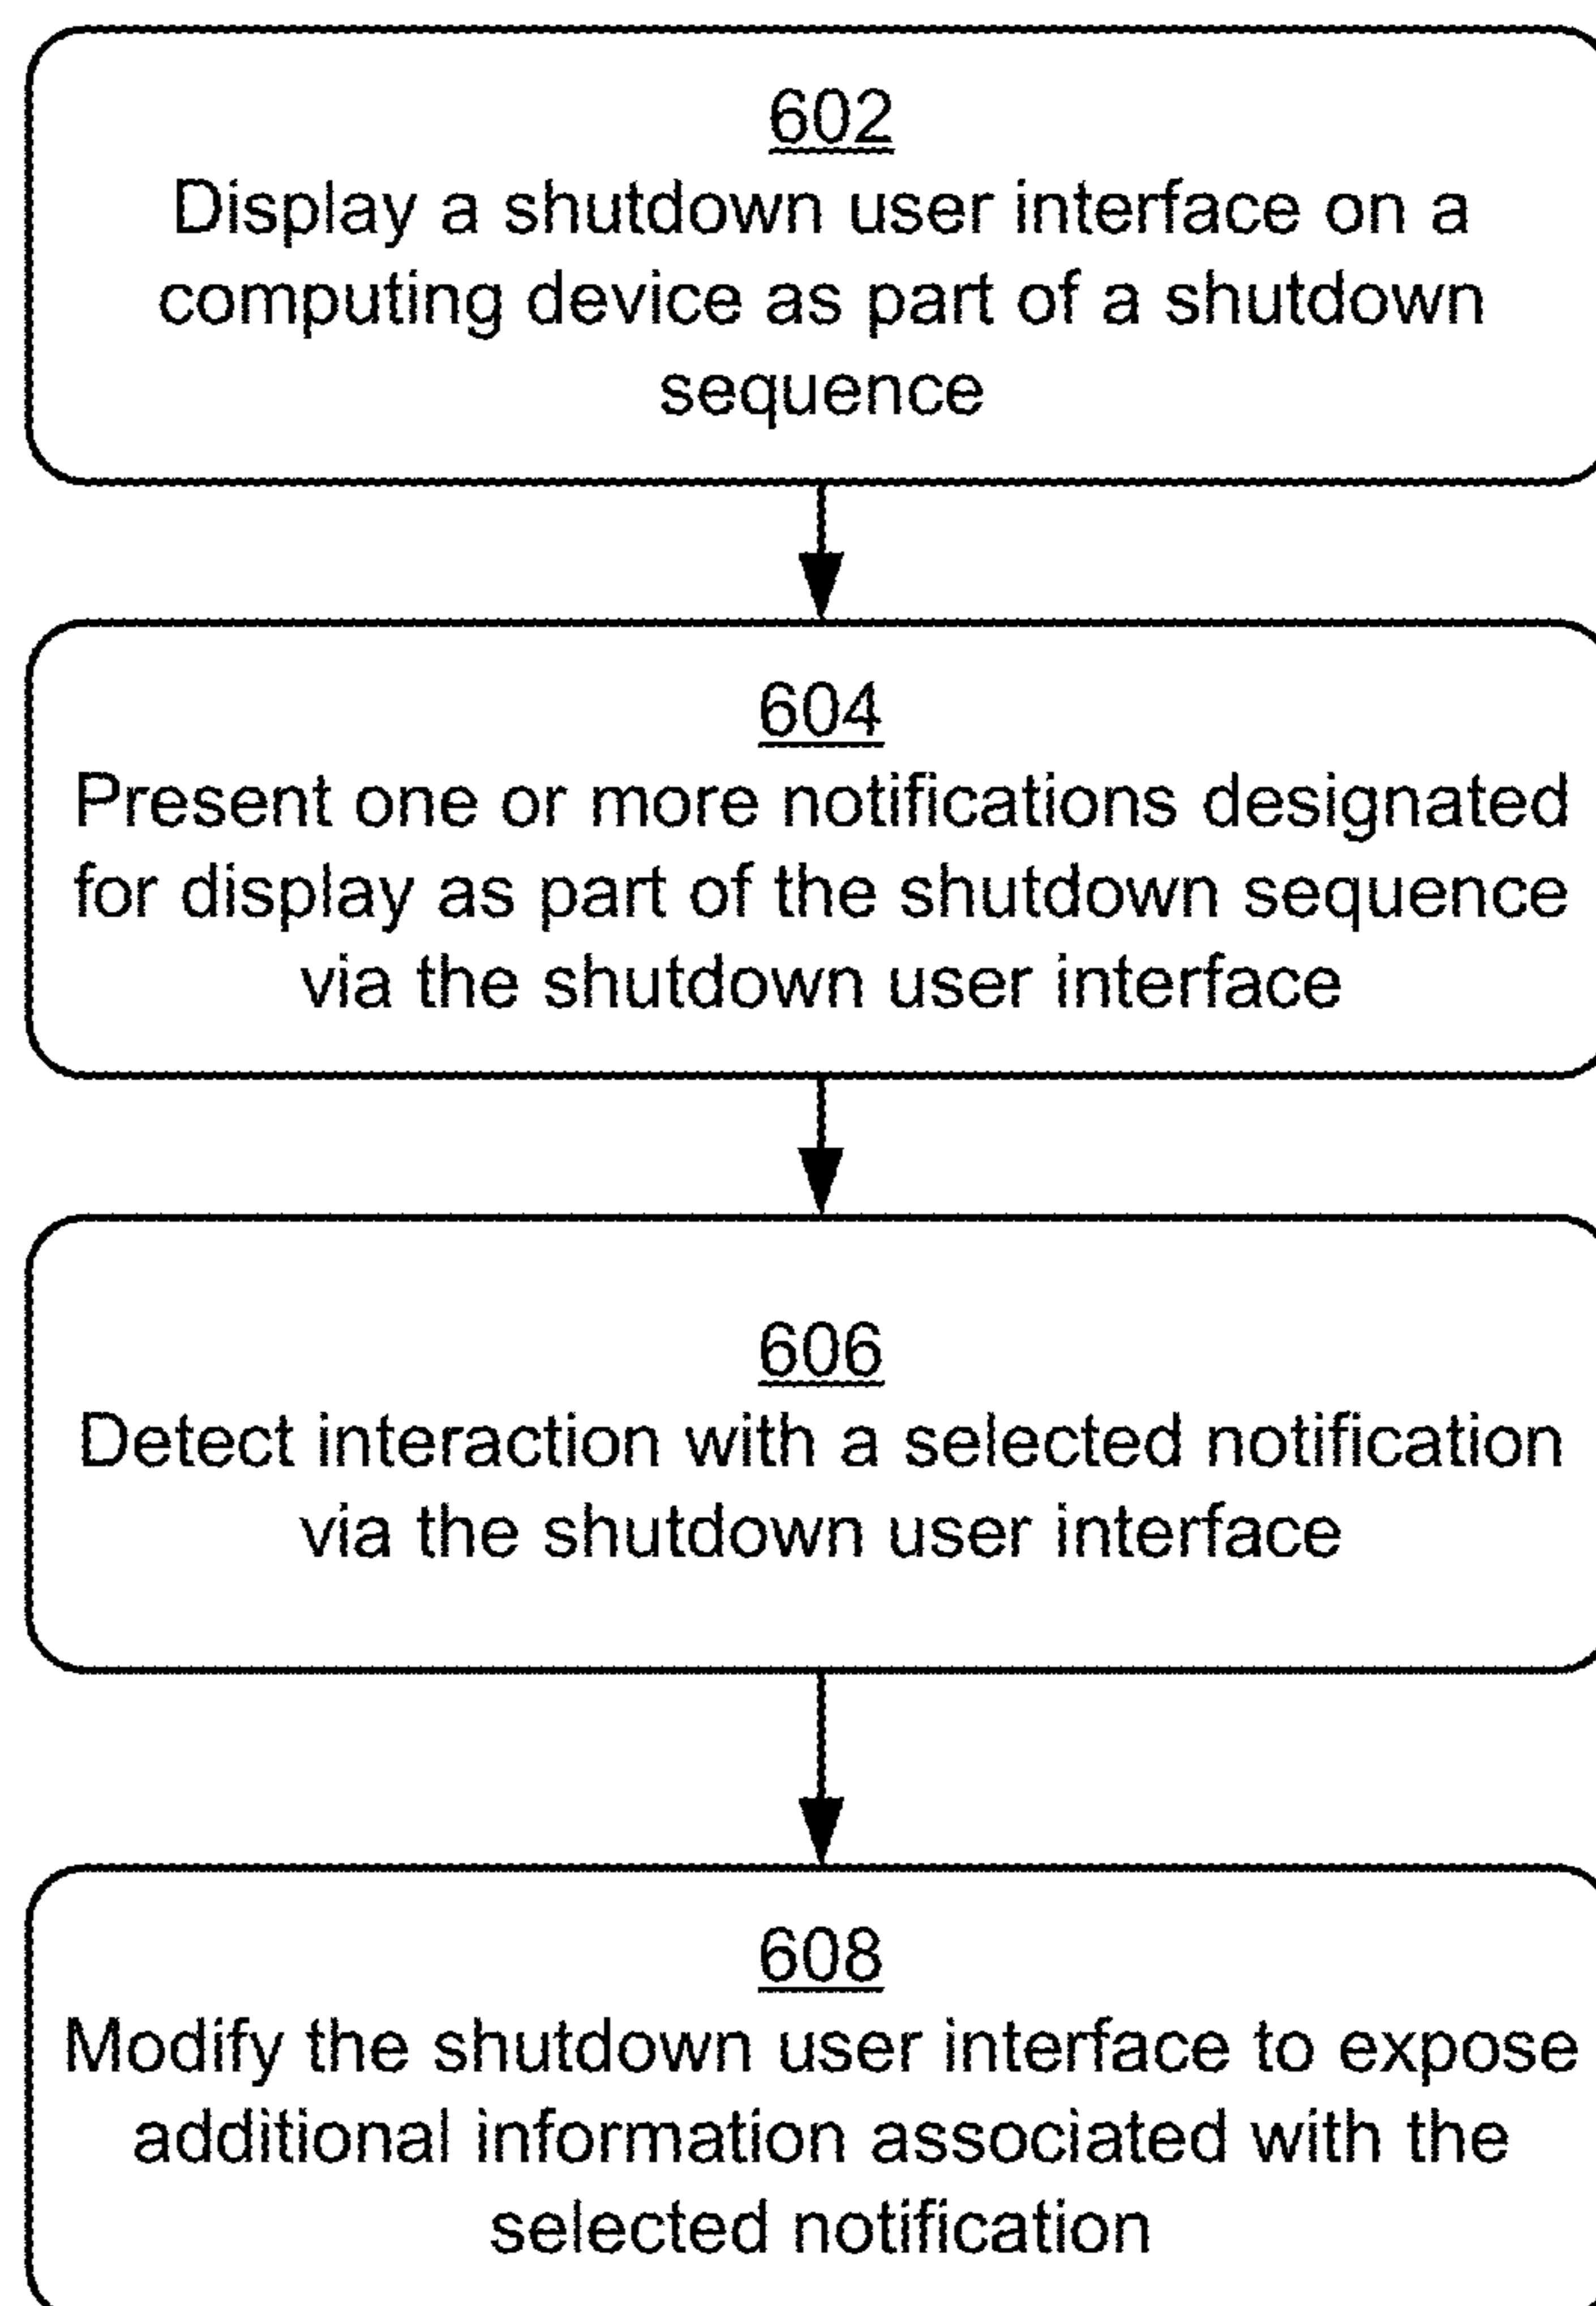 602
Display a shutdown user interface on a
computing device as part of a shutdown
sequence
604
Present one or more notifications designated
for display as part of the shutdown sequence
via the shutdown user interface
606
Detect interaction with a selected notification
via the shutdown user interface
608
Modify the shutdown user interface to expose
additional information associated with the
selected notification